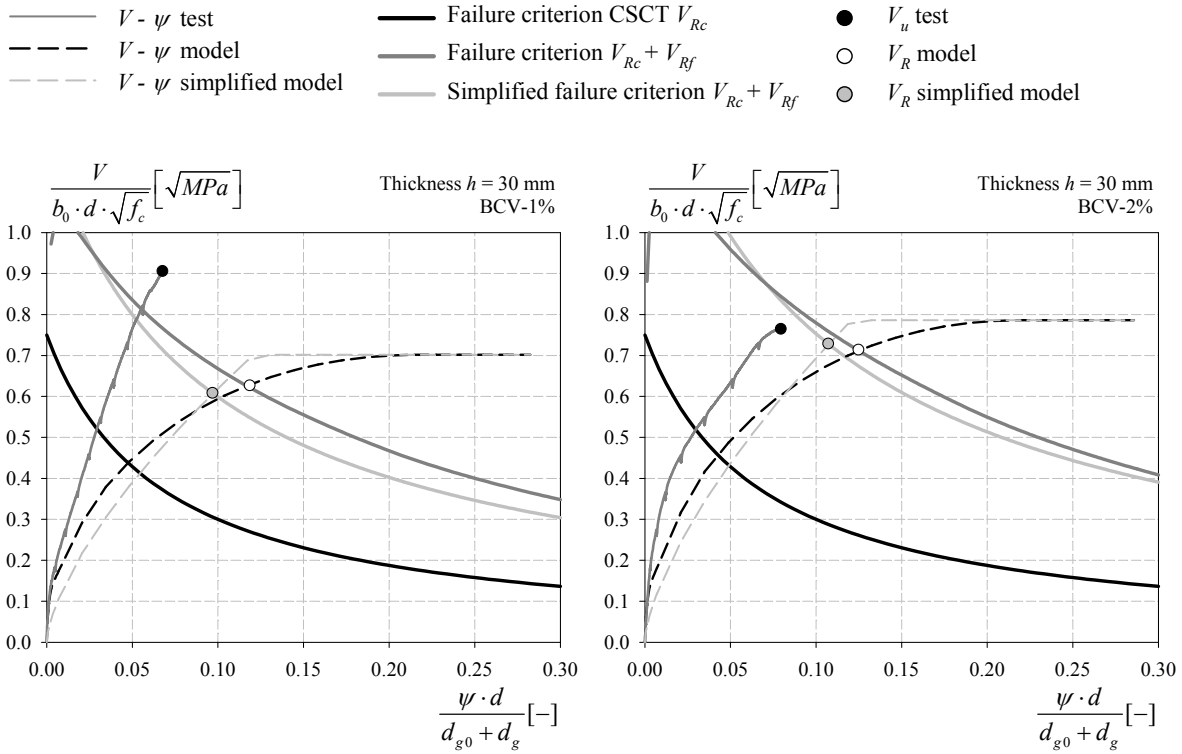 V - ψ test
V - ψ model
V - ψ simplified model
Failure criterion CSCT V_Rc
Failure criterion V_Rc + V_Rf
Simplified failure criterion V_Rc + V_Rf
V_u test
V_R model
V_R simplified model
V / (b_0 · d · √f_c) [√MPa]
Thickness h = 30 mm
BCV-1%
1.0
0.9
0.8
0.7
0.6
0.5
0.4
0.3
0.2
0.1
0.0
0.00 0.05 0.10 0.15 0.20 0.25 0.30
ψ · d / (d_g0 + d_g) [-]
V / (b_0 · d · √f_c) [√MPa]
Thickness h = 30 mm
BCV-2%
1.0
0.9
0.8
0.7
0.6
0.5
0.4
0.3
0.2
0.1
0.0
0.00 0.05 0.10 0.15 0.20 0.25 0.30
ψ · d / (d_g0 + d_g) [-]